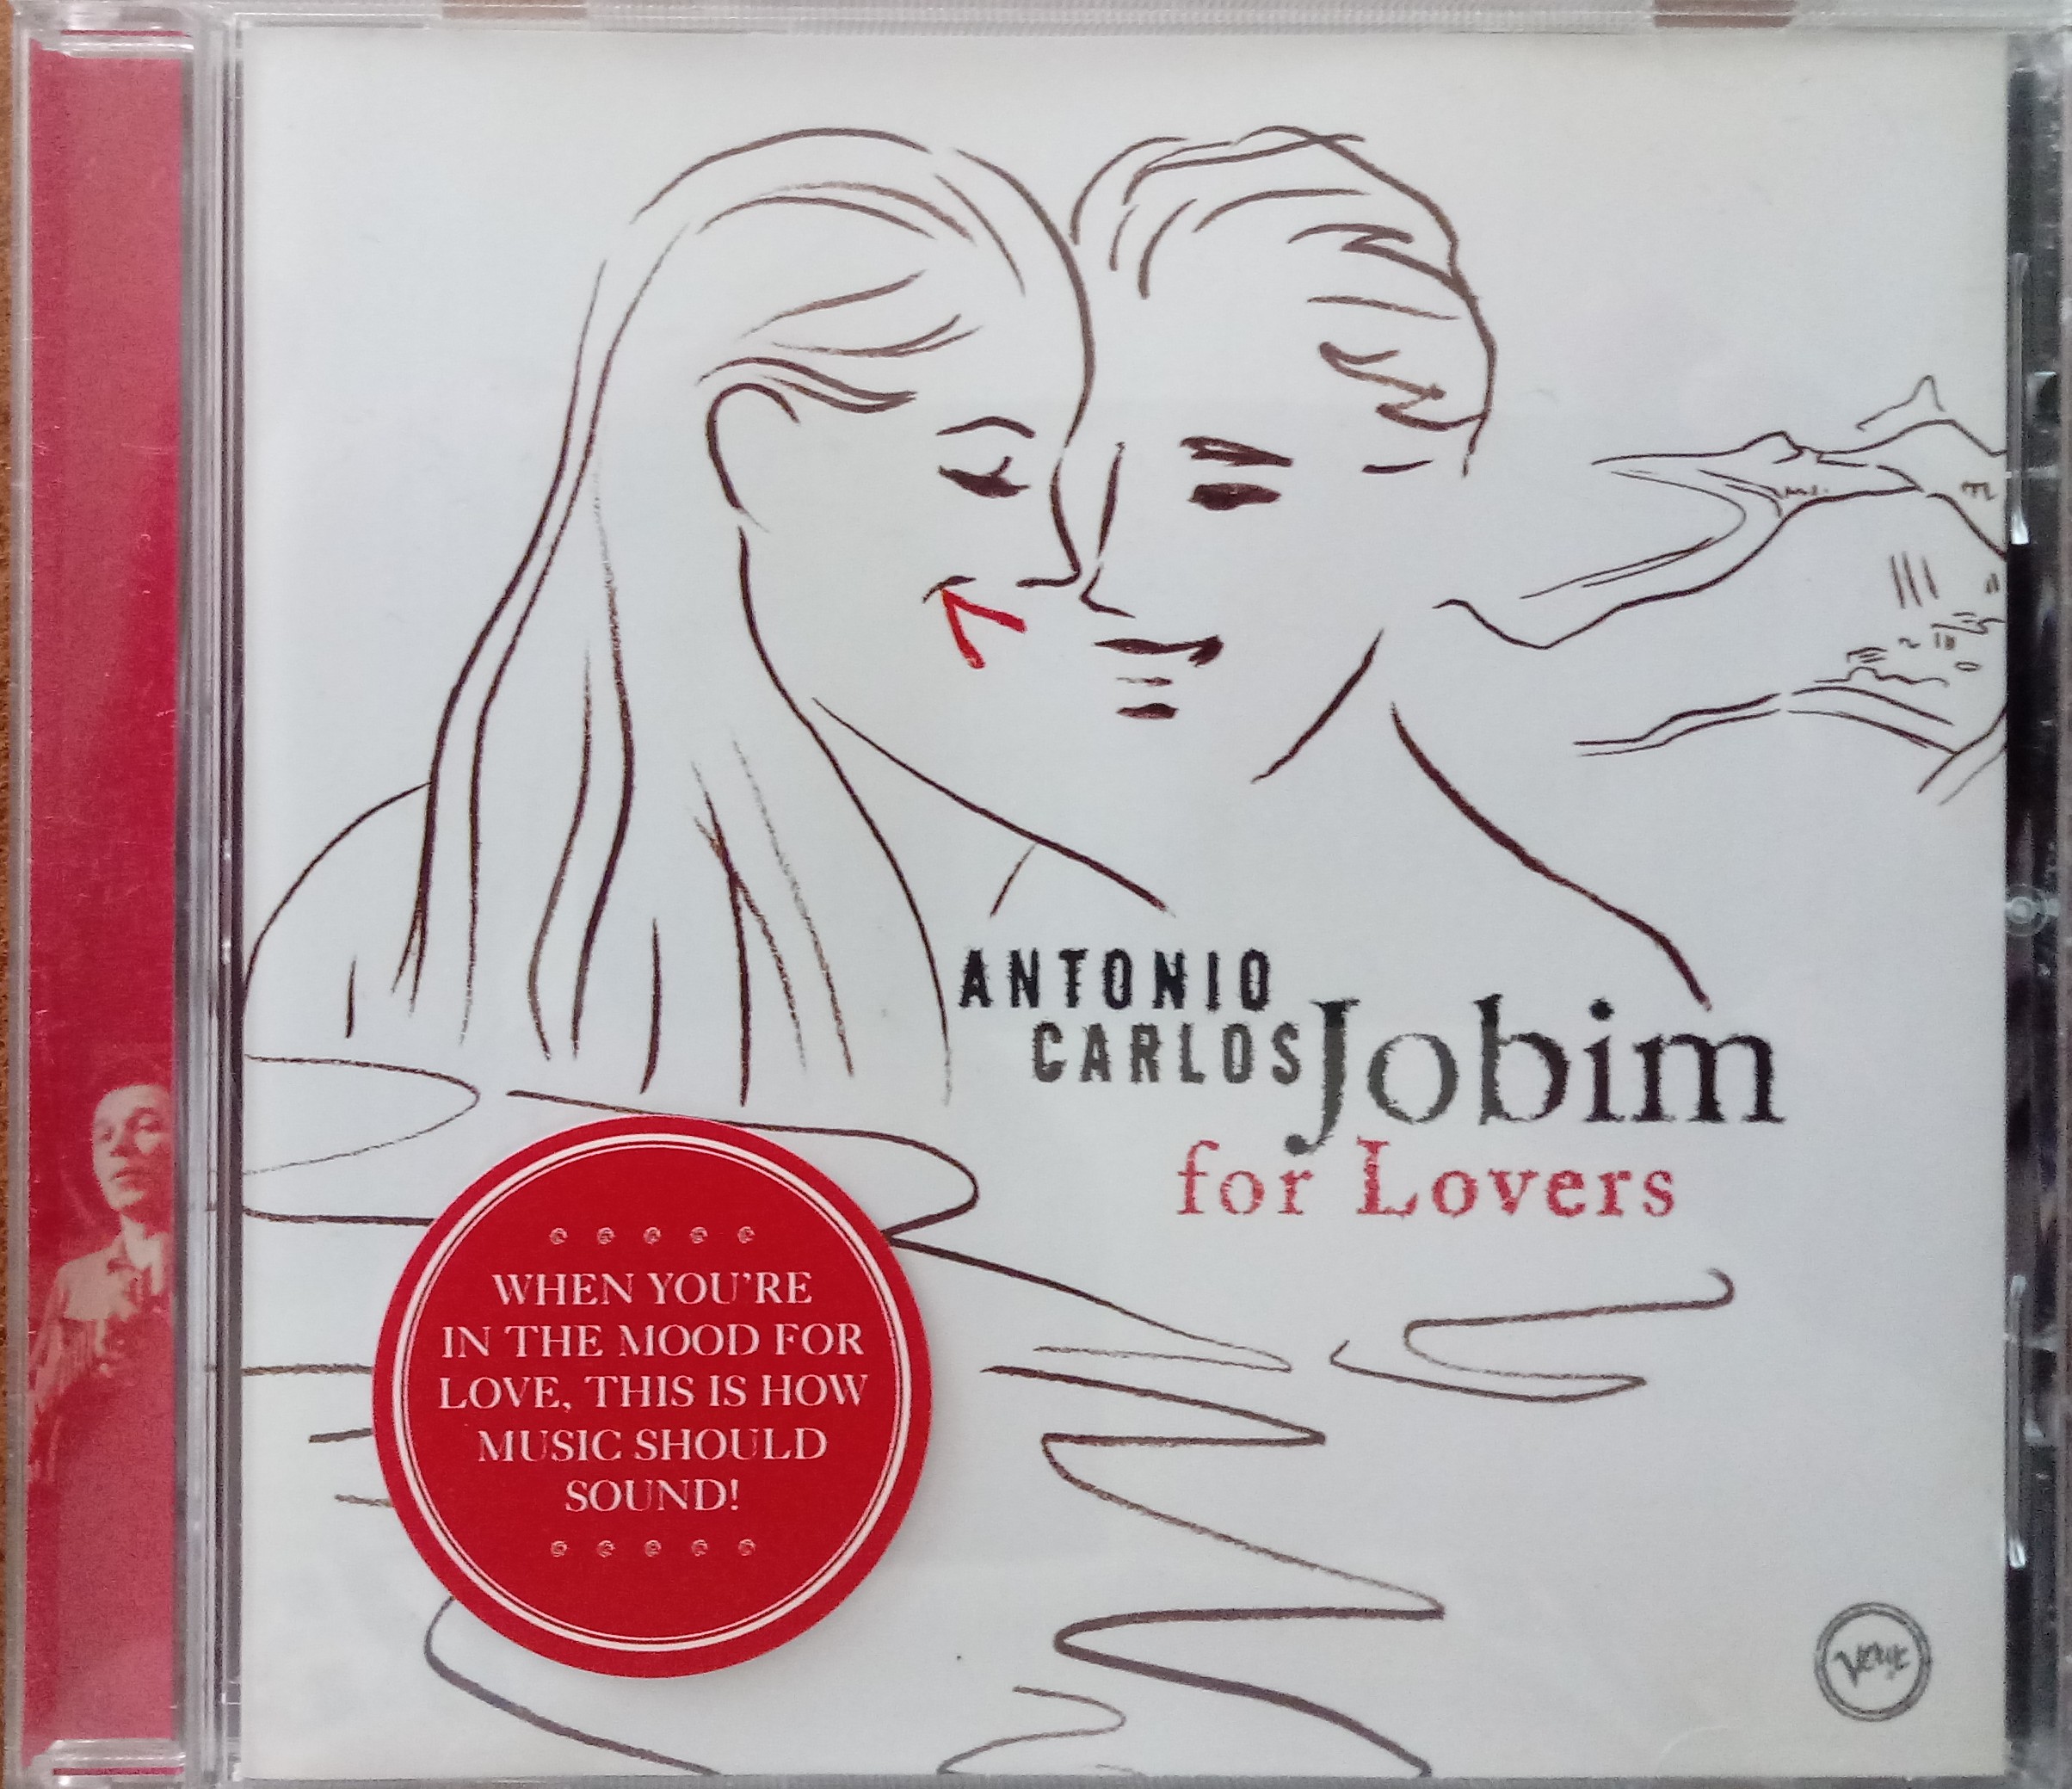 ANTONIO
CARLOS Jobim
for Lovers
WHEN YOU'RE
IN THE MOOD FOR
LOVE, THIS IS HOW
MUSIC SHOULD
SOUND!
VERVE